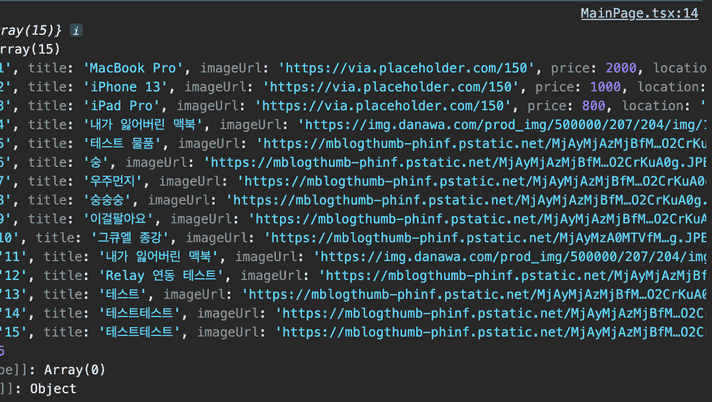 MainPage.tsx:14
rray(15)} i
rray(15)
1', title: 'MacBook Pro', imageUrl: 'https://via.placeholder.com/150', price: 2000, locatio
2', title: 'iPhone 13', imageUrl: 'https://via.placeholder.com/150', price: 1000, location:
3', title: 'iPad Pro', imageUrl: 'https://via.placeholder.com/150', price: 800, location: '
4', title: '내가 잃어버린 맥북', imageUrl: 'https://img.danawa.com/prod_img/500000/207/204/img/1
5', title: '테스트 물품', imageUrl: 'https://mblogthumb-phinf.pstatic.net/MjAyMjAzMjBfM…O2CrKu
6', title: '숭', imageUrl: 'https://mblogthumb-phinf.pstatic.net/MjAyMjAzMjBfM…O2CrKuA0g.JPE
7', title: '우주먼지', imageUrl: 'https://mblogthumb-phinf.pstatic.net/MjAyMjAzMjBfM…O2CrKuA0
8', title: '숭숭숭', imageUrl: 'https://mblogthumb-phinf.pstatic.net/MjAyMjAzMjBfM…O2CrKuA0g.
9', title: '이걸팔아요', imageUrl: 'https://mblogthumb-phinf.pstatic.net/MjAyMjAzMjBfM…O2CrKuA
10', title: '그큐엘 종강', imageUrl: 'https://mblogthumb-phinf.pstatic.net/MjAyMzA0MTVfM…g.JPE
'11', title: '내가 잃어버린 맥북', imageUrl: 'https://img.danawa.com/prod_img/500000/207/204/img
'12', title: 'Relay 연동 테스트', imageUrl: 'https://mblogthumb-phinf.pstatic.net/MjAyMjAzMjBf
'13', title: '테스트', imageUrl: 'https://mblogthumb-phinf.pstatic.net/MjAyMjAzMjBfM…O2CrKuA0
'14', title: '테스트테스트', imageUrl: 'https://mblogthumb-phinf.pstatic.net/MjAyMjAzMjBfM…O2Cr
'15', title: '테스트테스트', imageUrl: 'https://mblogthumb-phinf.pstatic.net/MjAyMjAzMjBfM…O2Cr
5
pe]]: Array(0)
]]: Object